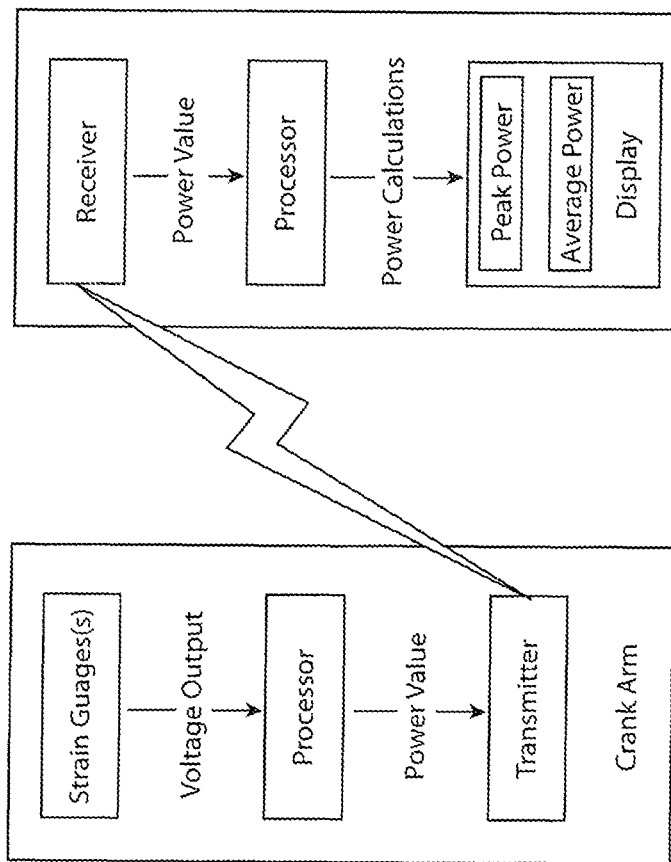 Strain Guages(s)
Voltage Output
Processor
Power Value
Transmitter
Crank Arm
Receiver
Power Value
Processor
Power Calculations
Peak Power
Average Power
Display